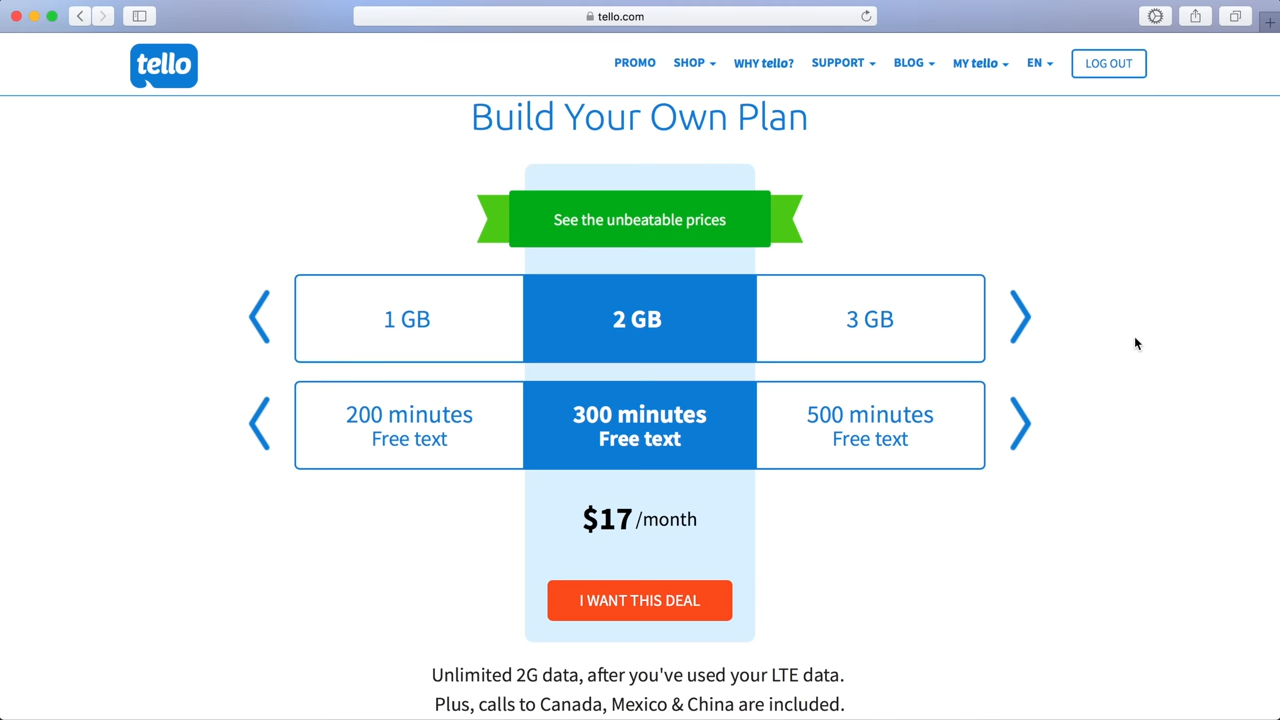 tello.com
tello
PROMO SHOP WHY tello? SUPPORT BLOG MY tello EN LOG OUT
Build Your Own Plan
See the unbeatable prices
1 GB 2 GB 3 GB
200 minutes 300 minutes 500 minutes
Free text Free text Free text
$17 /month
I WANT THIS DEAL
Unlimited 2G data, after you've used your LTE data.
Plus, calls to Canada, Mexico & China are included.